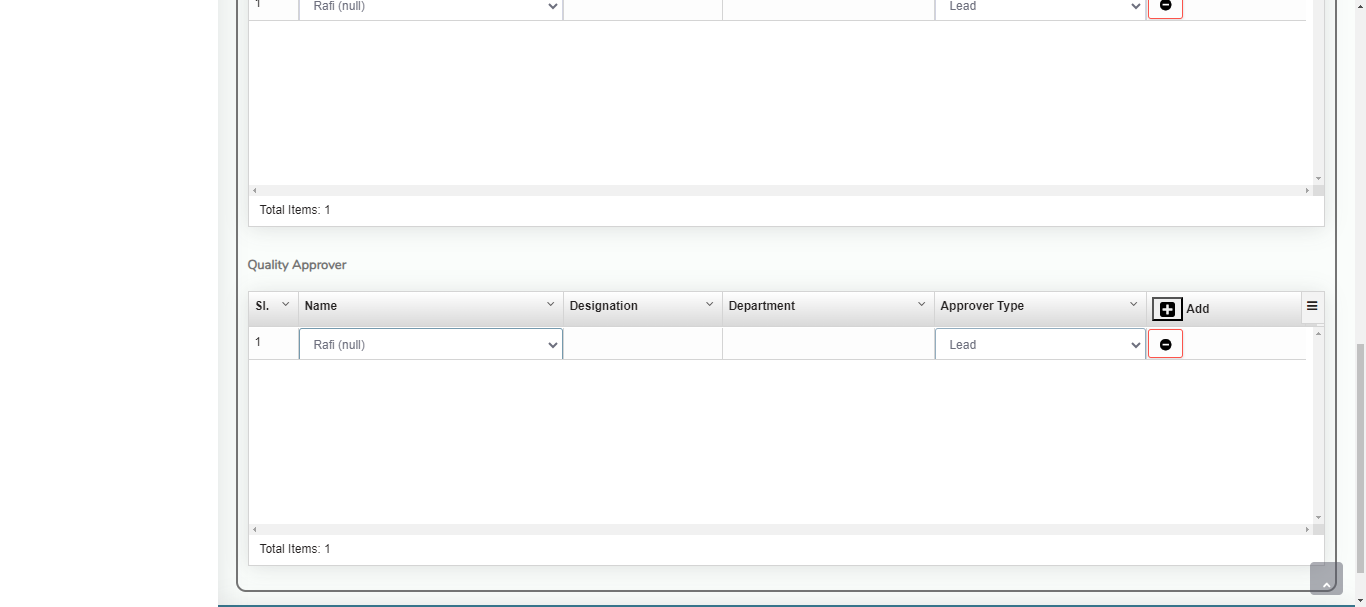 1 Rafi (null) Lead
Total Items: 1
Quality Approver
Sl. Name Designation Department Approver Type Add
1 Rafi (null) Lead
Total Items: 1